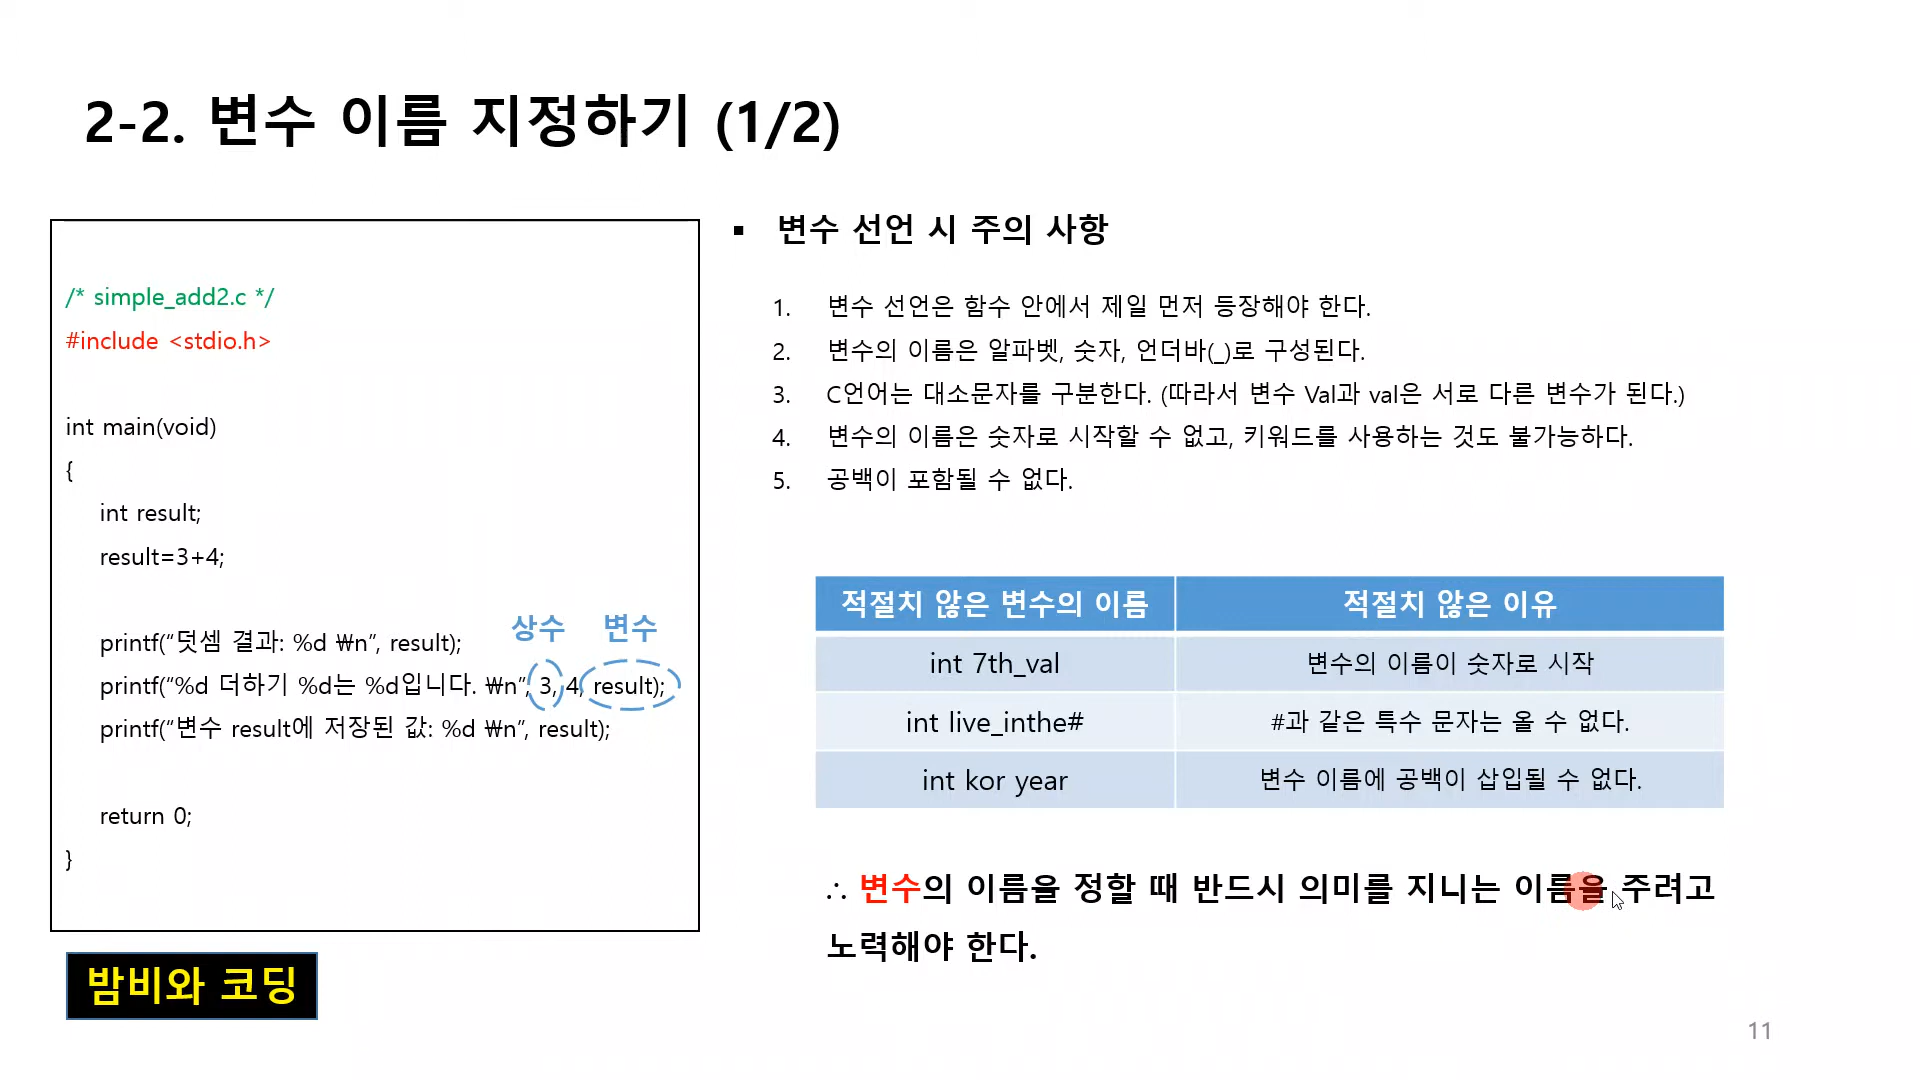 2-2. 변수 이름 지정하기 (1/2)
/* simple_add2.c */
#include <stdio.h>
int main(void)
{
int result;
result=3+4;
상수 변수
printf(“덧셈 결과: %d ₩n”, result);
printf(“%d 더하기 %d는 %d입니다. ₩n”, 3, 4, result);
printf(“변수 result에 저장된 값: %d ₩n”, result);
return 0;
}
밤비와 코딩
▪ 변수 선언 시 주의 사항
1. 변수 선언은 함수 안에서 제일 먼저 등장해야 한다.
2. 변수의 이름은 알파벳, 숫자, 언더바(_)로 구성된다.
3. C언어는 대소문자를 구분한다. (따라서 변수 Val과 val은 서로 다른 변수가 된다.)
4. 변수의 이름은 숫자로 시작할 수 없고, 키워드를 사용하는 것도 불가능하다.
5. 공백이 포함될 수 없다.
적절치 않은 변수의 이름 적절치 않은 이유
int 7th_val 변수의 이름이 숫자로 시작
int live_inthe# #과 같은 특수 문자는 올 수 없다.
int kor year 변수 이름에 공백이 삽입될 수 없다.
∴ 변수의 이름을 정할 때 반드시 의미를 지니는 이름을 주려고
노력해야 한다.
11